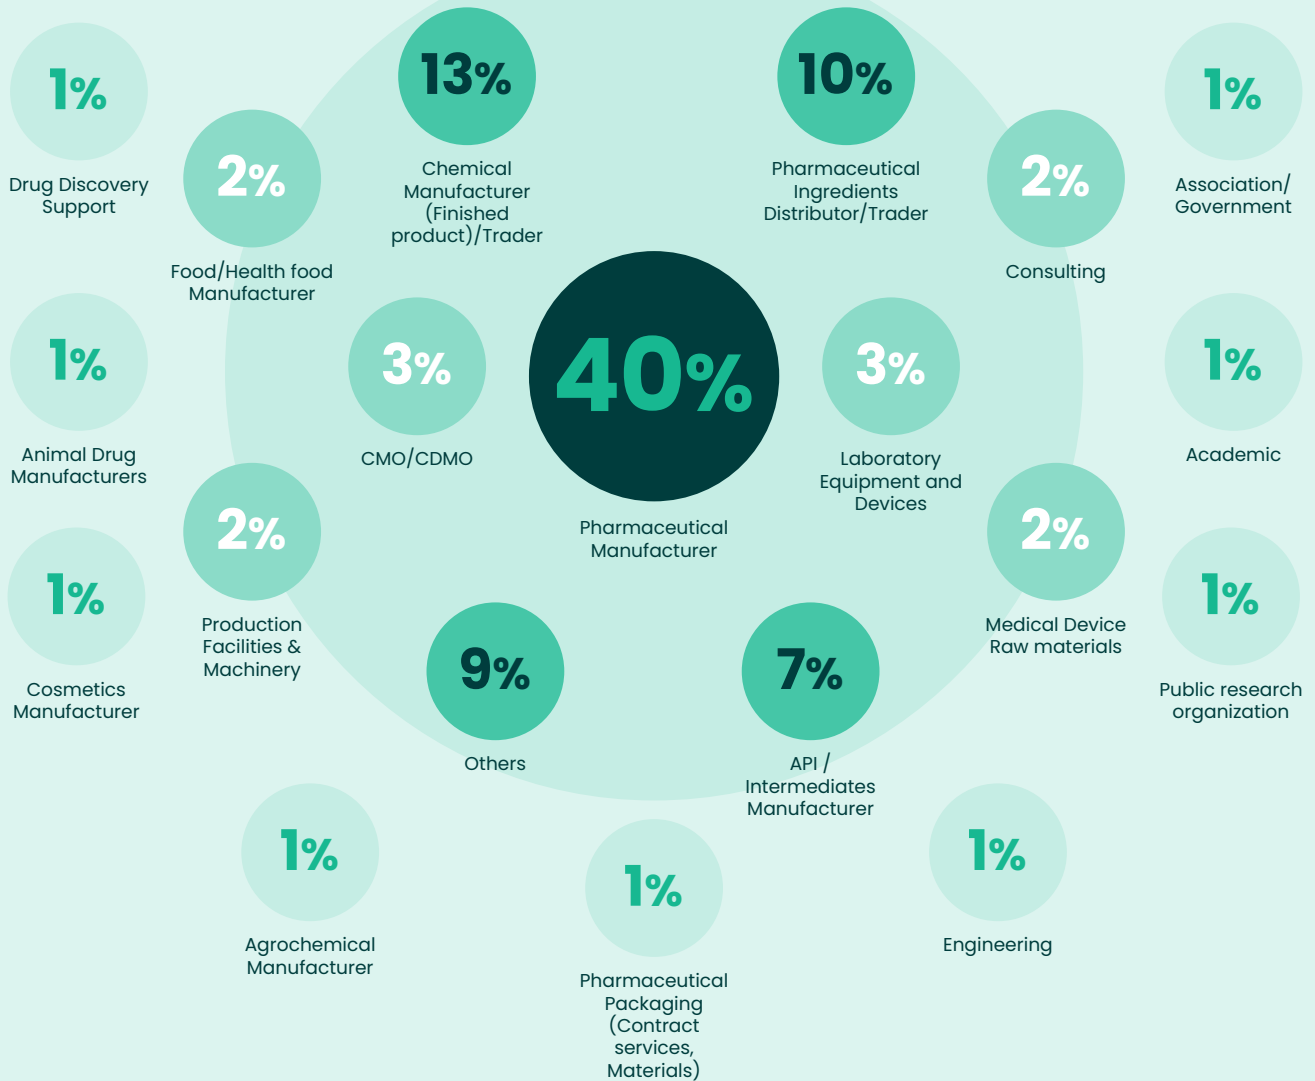 13%
Chemical
Manufacturer
(Finished
product)/Trader
10%
Pharmaceutical
Ingredients
Distributor/Trader
1%
Drug Discovery
Support
2%
Food/Health food
Manufacturer
2%
Consulting
1%
Association/
Government
1%
Animal Drug
Manufacturers
3%
CMO/CDMO
40%
Pharmaceutical
Manufacturer
3%
Laboratory
Equipment and
Devices
1%
Academic
1%
Cosmetics
Manufacturer
2%
Production
Facilities &
Machinery
9%
Others
7%
API /
Intermediates
Manufacturer
2%
Medical Device
Raw materials
1%
Public research
organization
1%
Agrochemical
Manufacturer
1%
Pharmaceutical
Packaging
(Contract
services,
Materials)
1%
Engineering